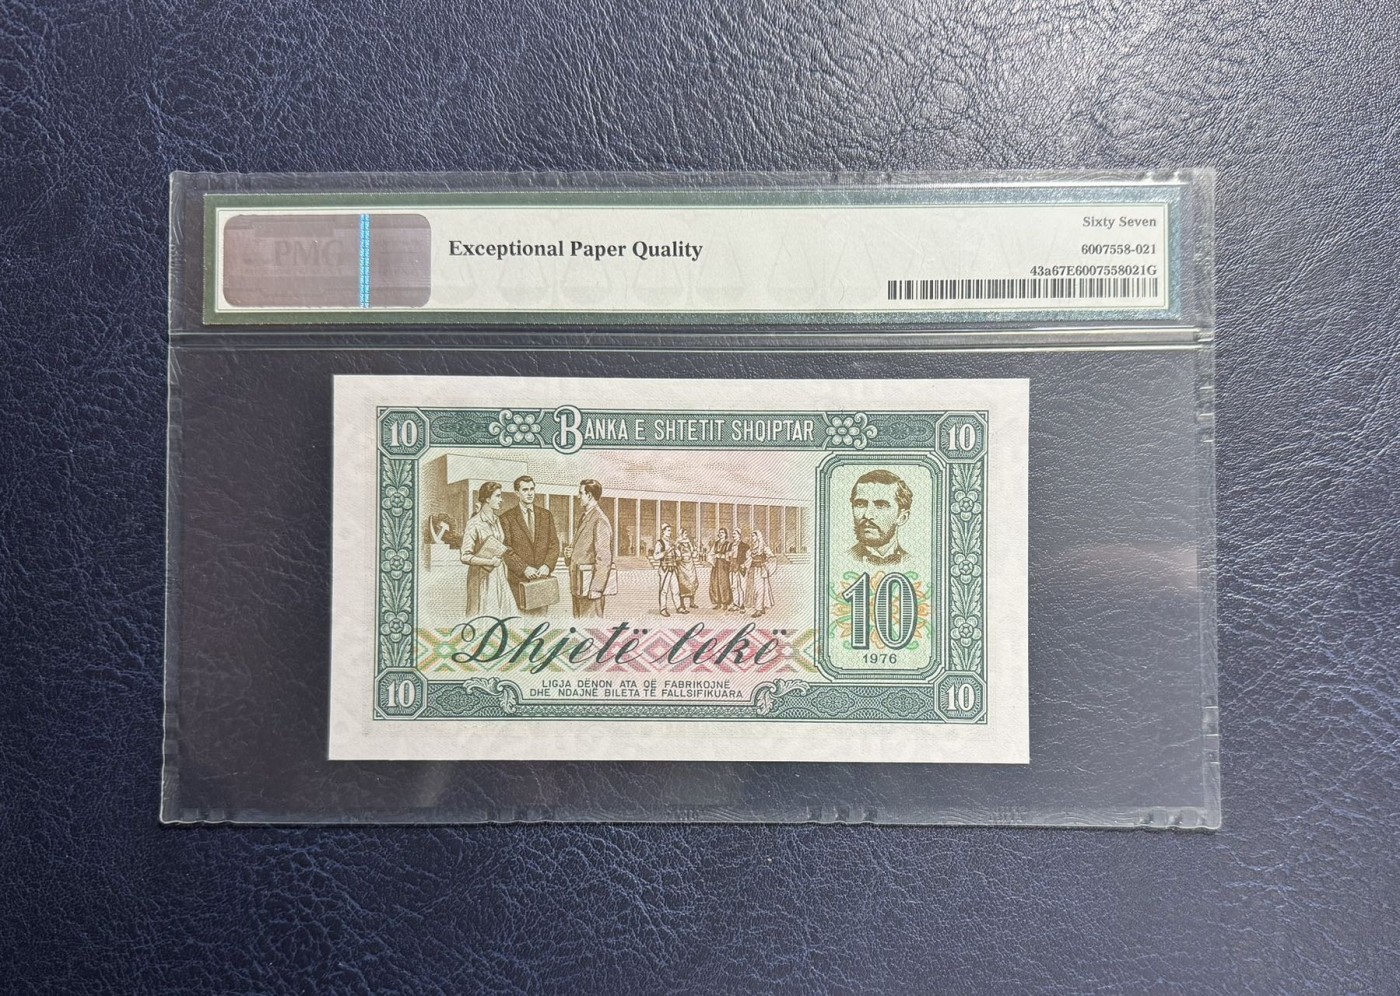 PMG
Exceptional Paper Quality
Sixty Seven
6007558-021
43a67E6007558021G
10
BANKA E SHTETIT SHQIPTAR
10
10
1976
Dhjetë lekë
LIGJA DËNON ATA QË FABRIKOJNË
DHE NDAJNË BILETA TË FALLSIFIKUARA
10
10